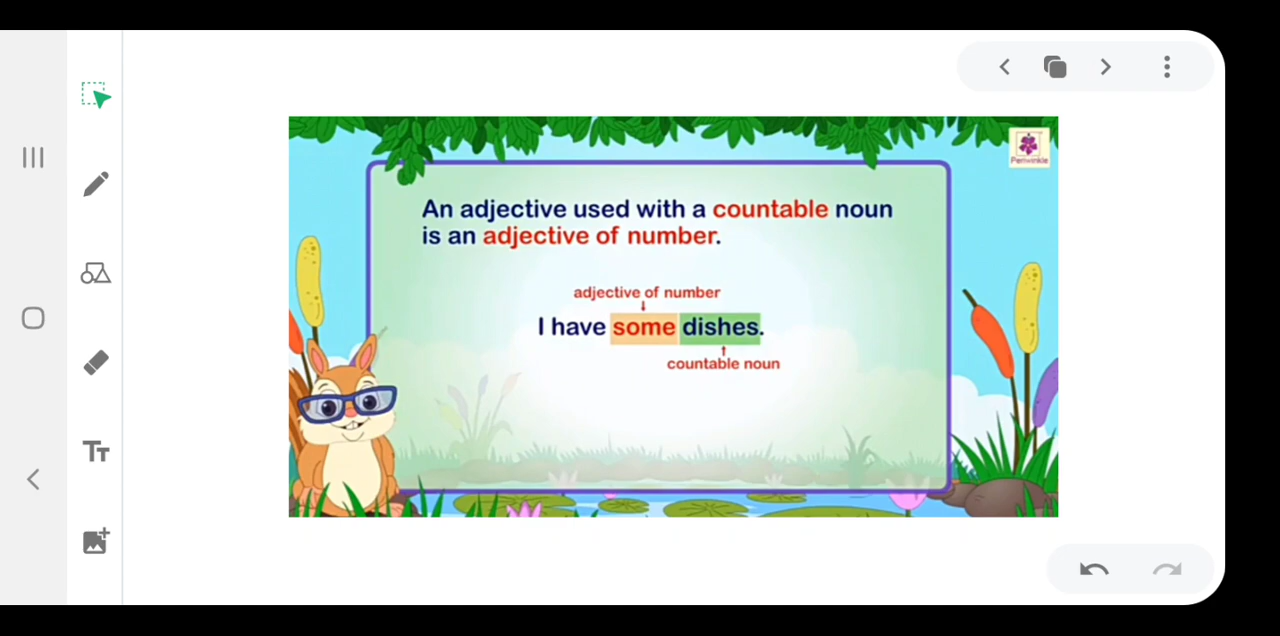 Periwinkle
An adjective used with a countable noun
is an adjective of number.
adjective of number
I have some dishes.
countable noun
TT